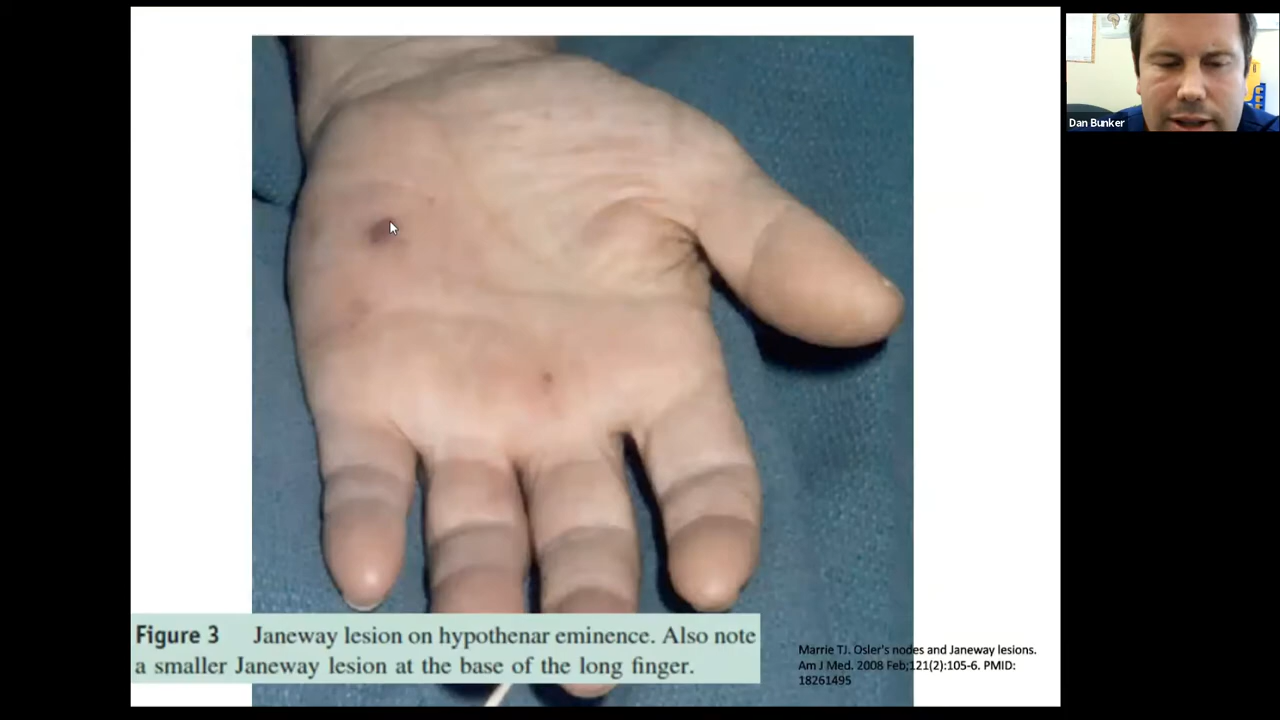 Dan Bunker
Figure 3 Janeway lesion on hypothenar eminence. Also note
a smaller Janeway lesion at the base of the long finger.
Marrie TJ. Osler's nodes and Janeway lesions.
Am J Med. 2008 Feb;121(2):105-6. PMID:
18261495